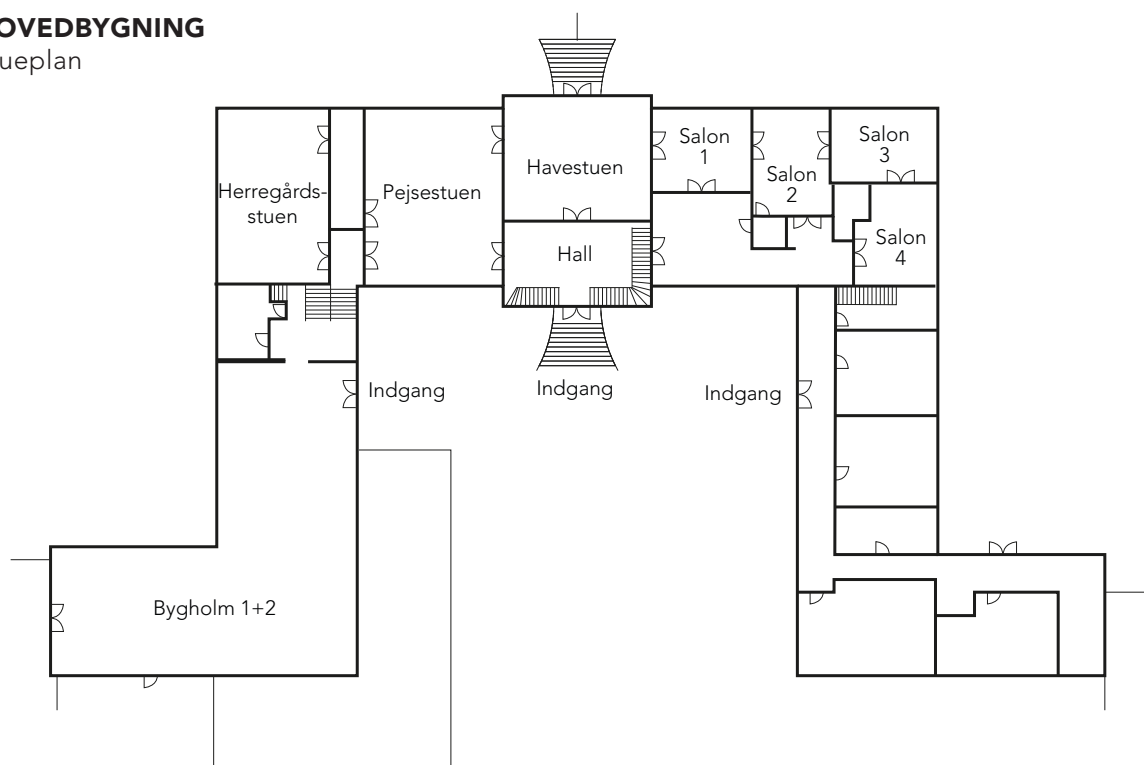 OVEDBYGNING
ueplan
Salon
1
Salon
2
Salon
3
Havestuen
Herregårds-
stuen
Pejsestuen
Hall
Salon
4
Indgang
Indgang
Indgang
Bygholm 1+2